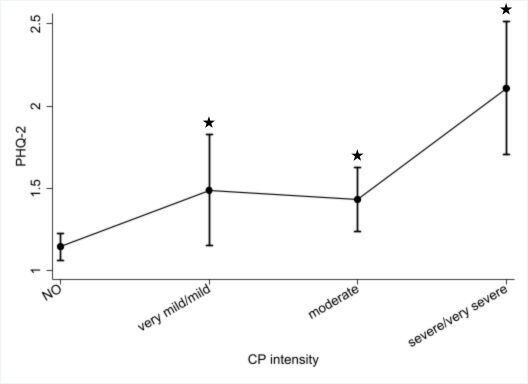 2.5
2
1.5
1
PHQ-2
NO
very mild/mild
moderate
severe/very severe
CP intensity